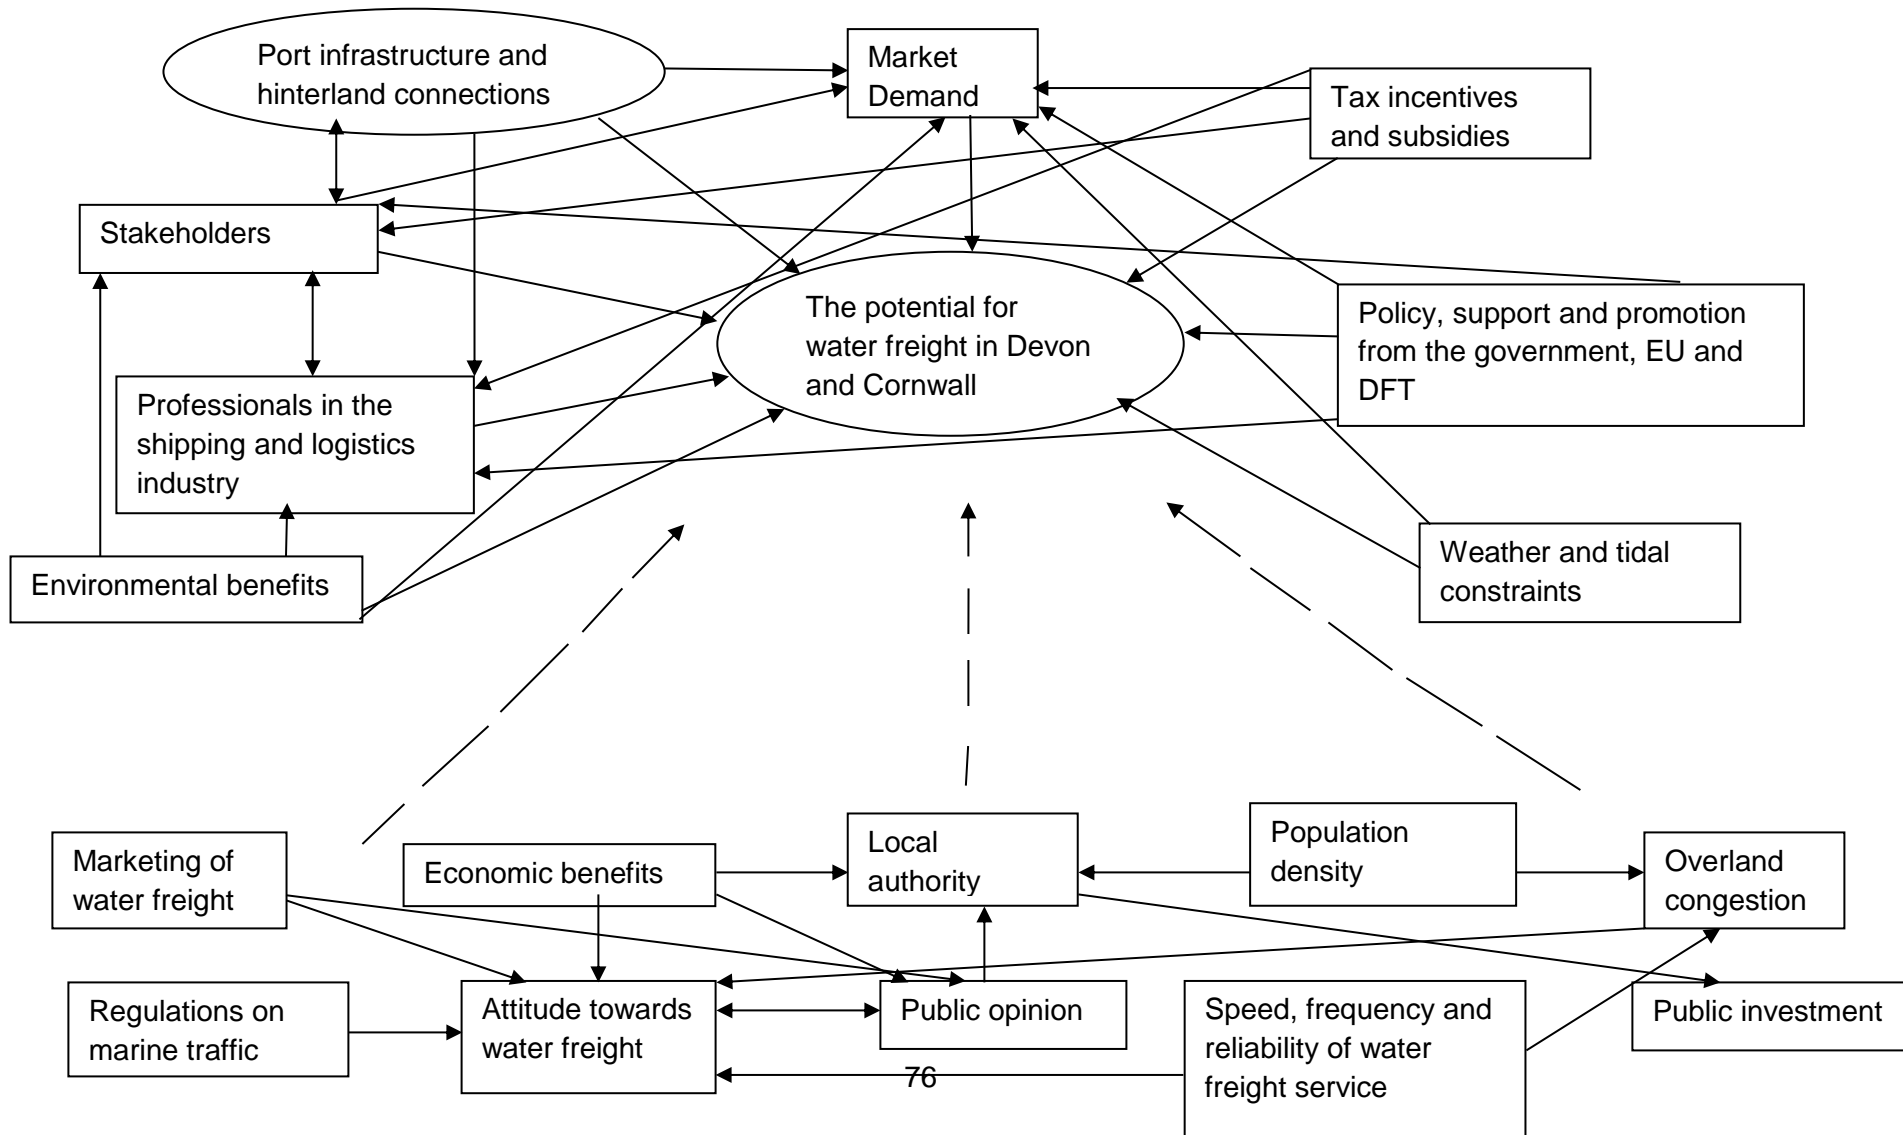 Port infrastructure and
hinterland connections
Market
Demand
Tax incentives
and subsidies
Stakeholders
The potential for
water freight in Devon
and Cornwall
Policy, support and promotion
from the government, EU and
DFT
Professionals in the
shipping and logistics
industry
Weather and tidal
constraints
Environmental benefits
Marketing of
water freight
Economic benefits
Local
authority
Population
density
Overland
congestion
Regulations on
marine traffic
Attitude towards
water freight
Public opinion
Speed, frequency and
reliability of water
freight service
Public investment
76